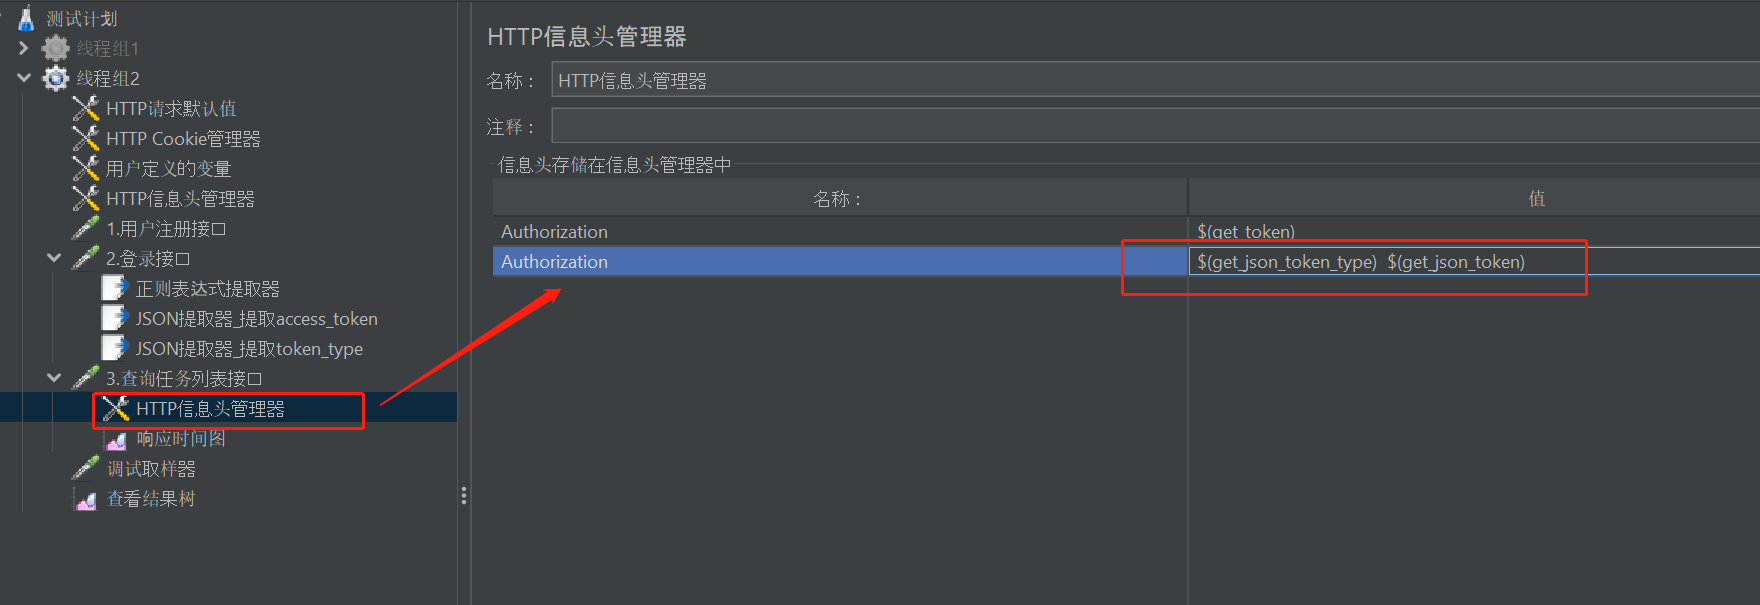 测试计划
线程组1
线程组2
HTTP请求默认值
HTTP Cookie管理器
用户定义的变量
HTTP信息头管理器
1.用户注册接口
2.登录接口
正则表达式提取器
JSON提取器_提取access_token
JSON提取器_提取token_type
3.查询任务列表接口
HTTP信息头管理器
响应时间图
调试取样器
查看结果树
HTTP信息头管理器
名称： HTTP信息头管理器
注释：
信息头存储在信息头管理器中
名称： 值
Authorization $(get_token)
Authorization $(get_json_token_type) $(get_json_token)